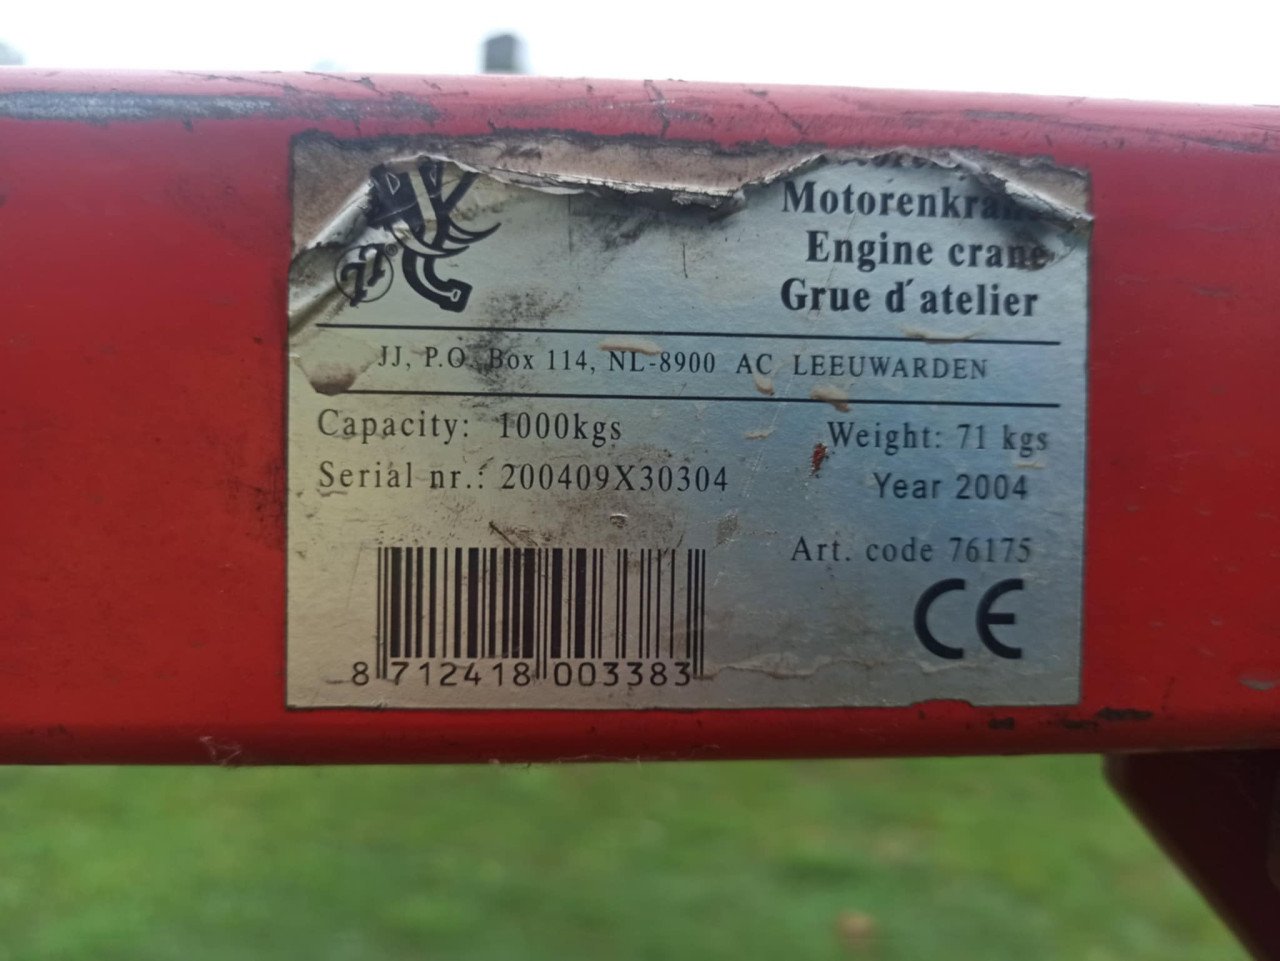 JJ®
Engine crane
Grue d'atelier
JJ, P.O. Box 114, NL-8900 AC LEEUWARDEN
Capacity: 1000kgs
Weight: 71 kgs
Serial nr.: 200409X30304
Year 2004
Art. code 76175
CE
8 712418 003383